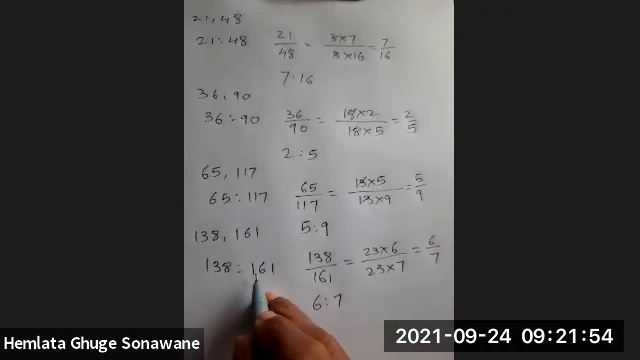 21, 48
21:48 21/48 = 3×7/3×16 = 7/16
7:16
36, 90
36:90 36/90 = 18×2/18×5 = 2/5
2:5
65, 117
65:117 65/117 = 13×5/13×9 = 5/9
5:9
138, 161
138:161 138/161 = 23×6/23×7 = 6/7
6:7
Hemlata Ghuge Sonawane
2021-09-24 09:21:54